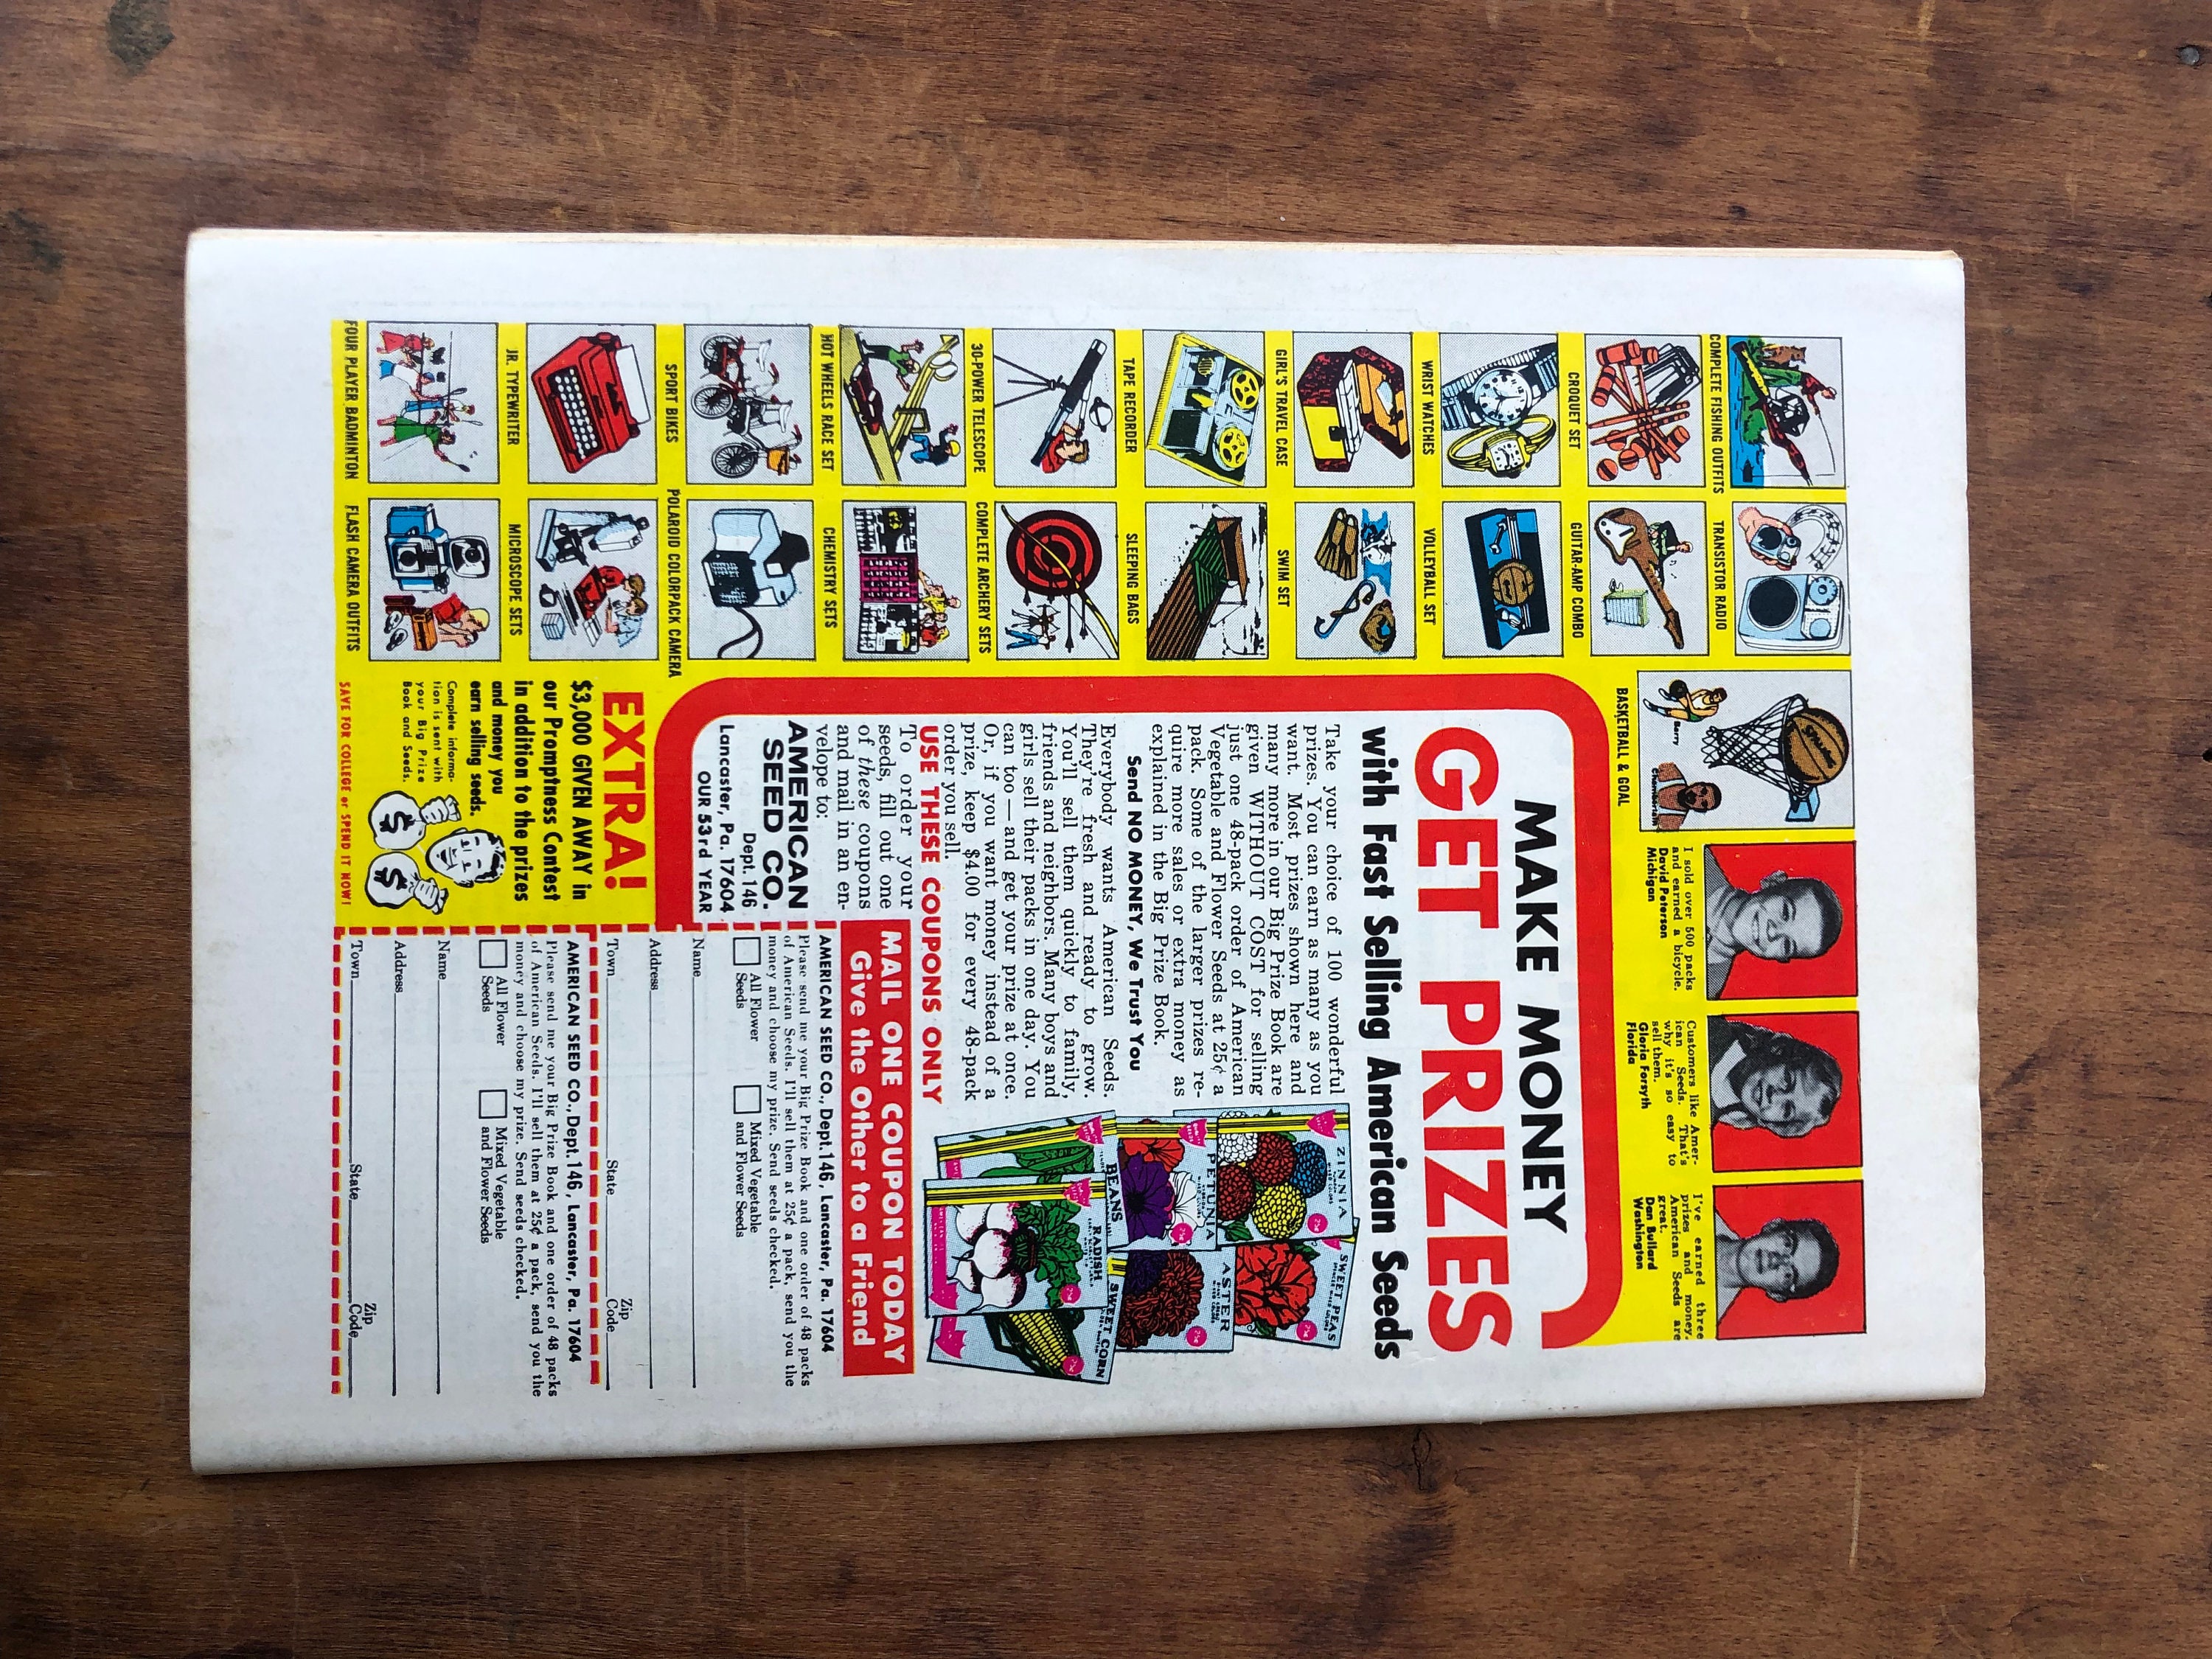 COMPLETE FISHING OUTFITS
TRANSISTOR RADIO
Spalding
Barry
Chamberlain
BASKETBALL & GOAL
I sold over 500 packs
and earned a bicycle.
David Peterson
Michigan
Customers like Amer-
ican Seeds. That's
why it's so easy to
sell them.
Gloria Forsyth
Florida
I've earned three
prizes and money.
American Seeds are
great.
Dan Bullard
Washington
CROQUET SET
GUITAR-AMP COMBO
WRIST WATCHES
VOLLEYBALL SET
GIRL'S TRAVEL CASE
SWIM SET
TAPE RECORDER
SLEEPING BAGS
30-POWER TELESCOPE
COMPLETE ARCHERY SETS
HOT WHEELS RACE SET
CHEMISTRY SETS
SPORT BIKES
POLAROID COLORPACK CAMERA
JR. TYPEWRITER
MICROSCOPE SETS
FOUR PLAYER BADMINTON
FLASH CAMERA OUTFITS
MAKE MONEY
GET PRIZES
with Fast Selling American Seeds
Take your choice of 100 wonderful
prizes. You can earn as many as you
want. Most prizes shown here and
many more in our Big Prize Book are
given WITHOUT COST for selling
just one 48-pack order of American
Vegetable and Flower Seeds at 25¢ a
pack. Some of the larger prizes re-
quire more sales or extra money as
explained in the Big Prize Book.
Send NO MONEY, We Trust You
Everybody wants American Seeds.
They're fresh and ready to grow.
You'll sell them quickly to family,
friends and neighbors. Many boys and
girls sell their packs in one day. You
can too — and get your prize at once.
Or, if you want money instead of a
prize, keep $4.00 for every 48-pack
order you sell.
ZINNIA
25¢
SWEET PEAS
25¢
PETUNIA
25¢
ASTER
25¢
BEANS
RADISH
25¢
SWEET CORN
25¢
USE THESE COUPONS ONLY
To order your
seeds, fill out one
of these coupons
and mail in an en-
velope to:
AMERICAN
SEED CO.
Dept. 146
Lancaster, Pa. 17604
OUR 53rd YEAR
MAIL ONE COUPON TODAY
Give the Other to a Friend
AMERICAN SEED CO., Dept. 146, Lancaster, Pa. 17604
Please send me your Big Prize Book and one order of 48 packs
of American Seeds. I'll sell them at 25¢ a pack, send you the
money and choose my prize. Send seeds checked.
All Flower Seeds
Mixed Vegetable and Flower Seeds
Name
Address
Town State Zip Code
EXTRA!
$3,000 GIVEN AWAY in
our Promptness Contest
in addition to the prizes
and money you
earn selling seeds.
Complete informa-
tion is sent with
your Big Prize
Book and Seeds.
$ $
SAVE FOR COLLEGE or SPEND IT NOW!
AMERICAN SEED CO., Dept. 146, Lancaster, Pa. 17604
Please send me your Big Prize Book and one order of 48 packs
of American Seeds. I'll sell them at 25¢ a pack, send you the
money and choose my prize. Send seeds checked.
All Flower Seeds
Mixed Vegetable and Flower Seeds
Name
Address
Town State Zip Code